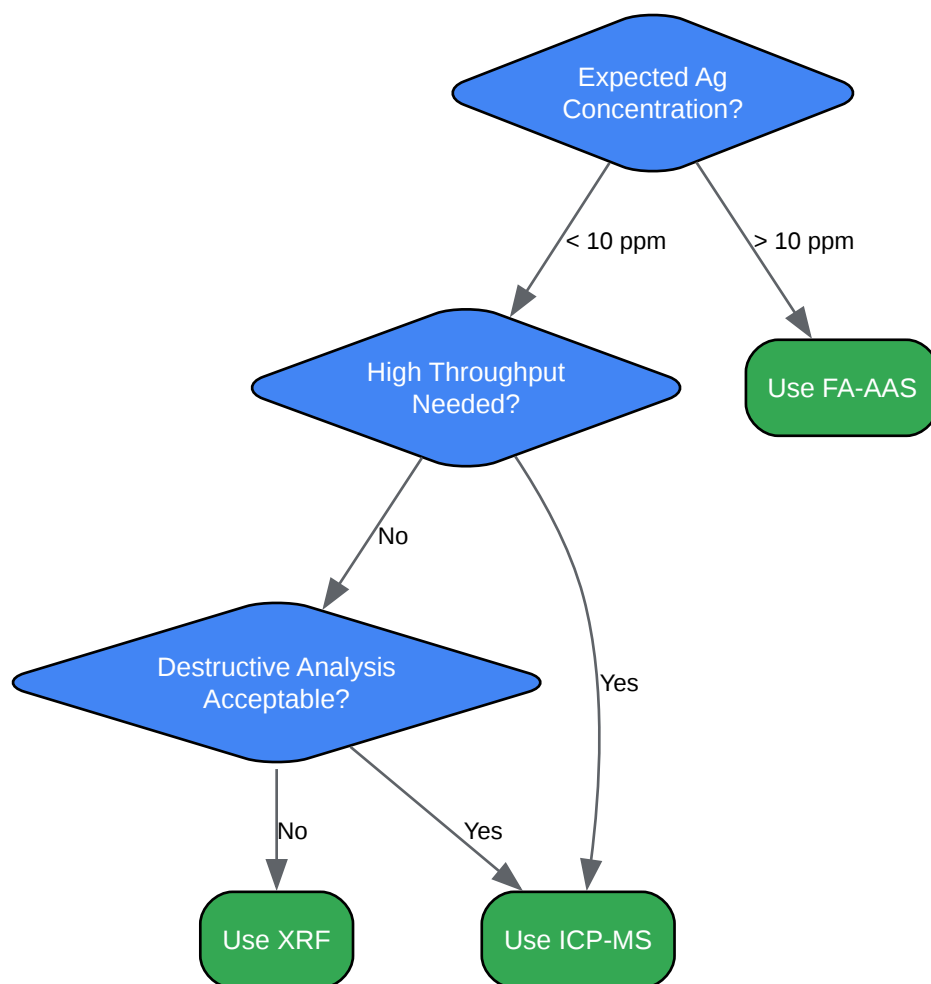 Expected Ag
Concentration?
< 10 ppm
> 10 ppm
High Throughput
Needed?
Use FA-AAS
No
Yes
Destructive Analysis
Acceptable?
No
Yes
Use XRF
Use ICP-MS